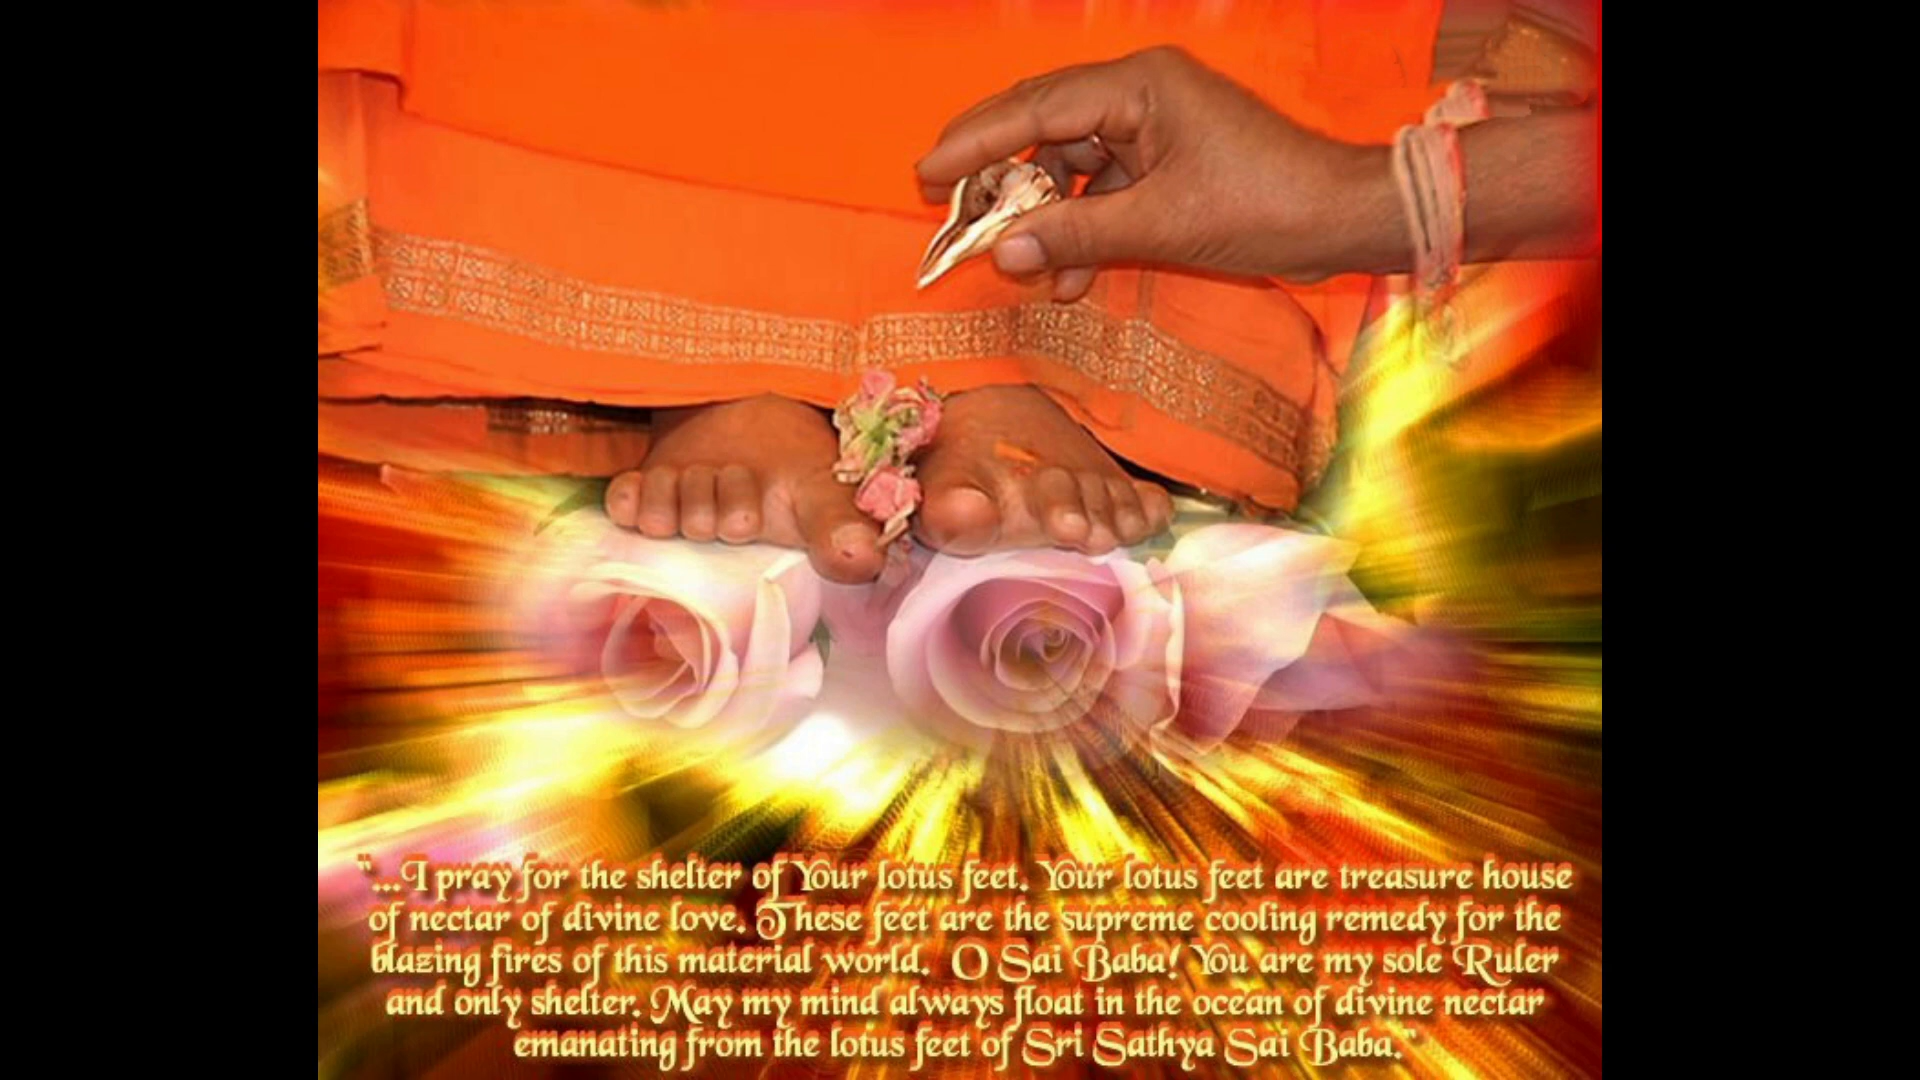 "...I pray for the shelter of Your lotus feet. Your lotus feet are treasure house
of nectar of divine love. These feet are the supreme cooling remedy for the
blazing fires of this material world. O Sai Baba! You are my sole Ruler
and only shelter. May my mind always float in the ocean of divine nectar
emanating from the lotus feet of Sri Sathya Sai Baba."